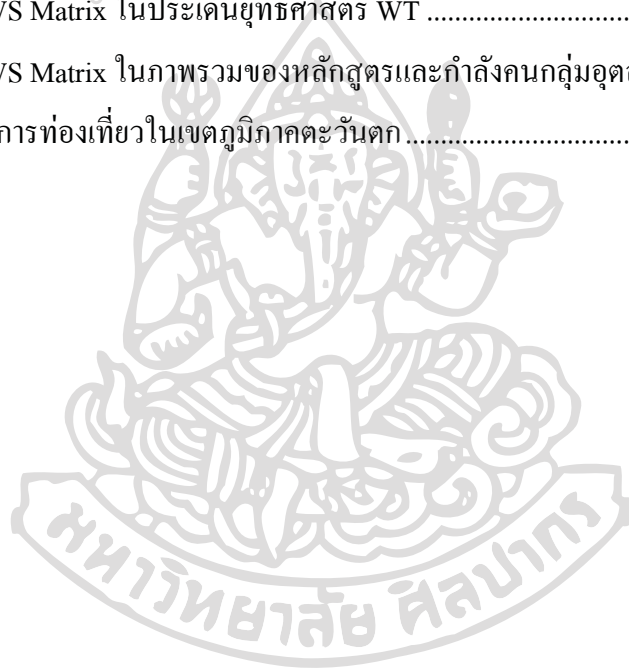 WS Matrix ในประเด็นยุทธศาสตร์ WT
WS Matrix ในภาพรวมของหลักสูตรและกำลังคนกลุ่ม
การท่องเที่ยวในเขตภูมิภาคตะวันตก
มหาวิทยาลัย ศิลปากร